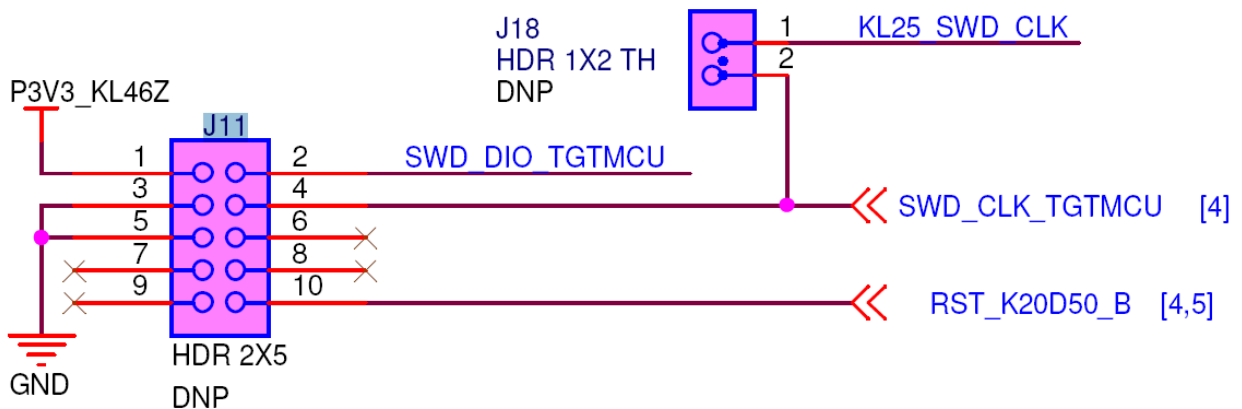 J18
HDR 1X2 TH
DNP
1
2
KL25_SWD_CLK
P3V3_KL46Z
J11
1 2 SWD_DIO_TGTMCU
3 4 SWD_CLK_TGTMCU [4]
5 6
7 8
9 10 RST_K20D50_B [4,5]
HDR 2X5
DNP
GND